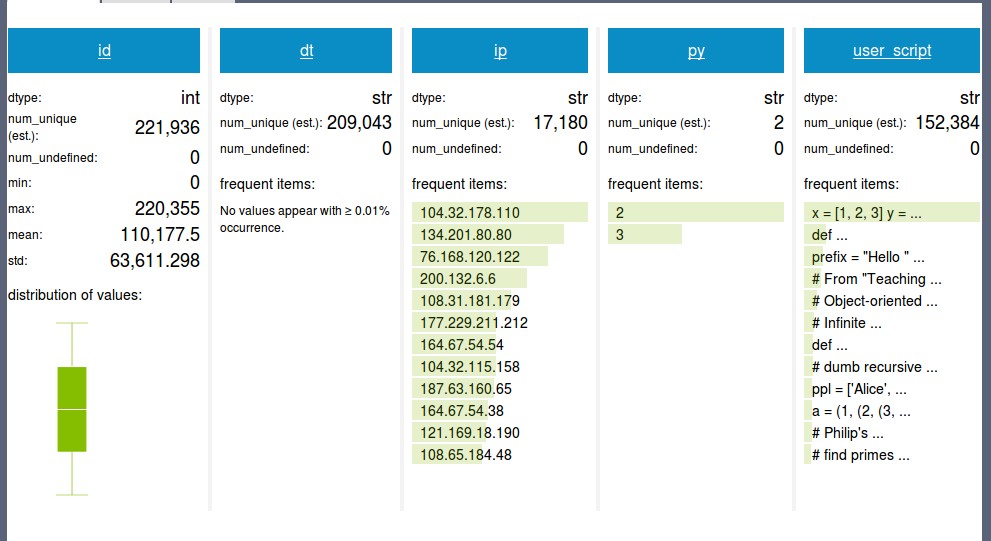 id
dtype: int
num_unique (est.): 221,936
num_undefined: 0
min: 0
max: 220,355
mean: 110,177.5
std: 63,611.298
distribution of values:
dt
dtype: str
num_unique (est.): 209,043
num_undefined: 0
frequent items:
No values appear with ≥ 0.01%
occurrence.
ip
dtype: str
num_unique (est.): 17,180
num_undefined: 0
frequent items:
104.32.178.110
134.201.80.80
76.168.120.122
200.132.6.6
108.31.181.179
177.229.211.212
164.67.54.54
104.32.115.158
187.63.160.65
164.67.54.38
121.169.18.190
108.65.184.48
py
dtype: str
num_unique (est.): 2
num_undefined: 0
frequent items:
2
3
user_script
dtype: str
num_unique (est.): 152,384
num_undefined: 0
frequent items:
x = [1, 2, 3] y = ...
def ...
prefix = "Hello " ...
# From "Teaching ...
# Object-oriented ...
# Infinite ...
def ...
# dumb recursive ...
ppl = ['Alice', ...
a = (1, (2, (3, ...
# Philip's ...
# find primes ...